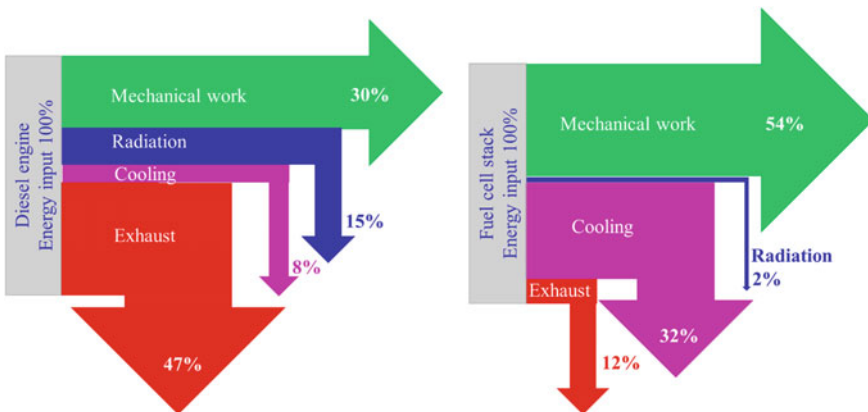 Diesel engine
Energy input 100%
Mechanical work
30%
Radiation
15%
Cooling
8%
Exhaust
47%
Fuel cell stack
Energy input 100%
Mechanical work
54%
Radiation
2%
Cooling
32%
Exhaust
12%